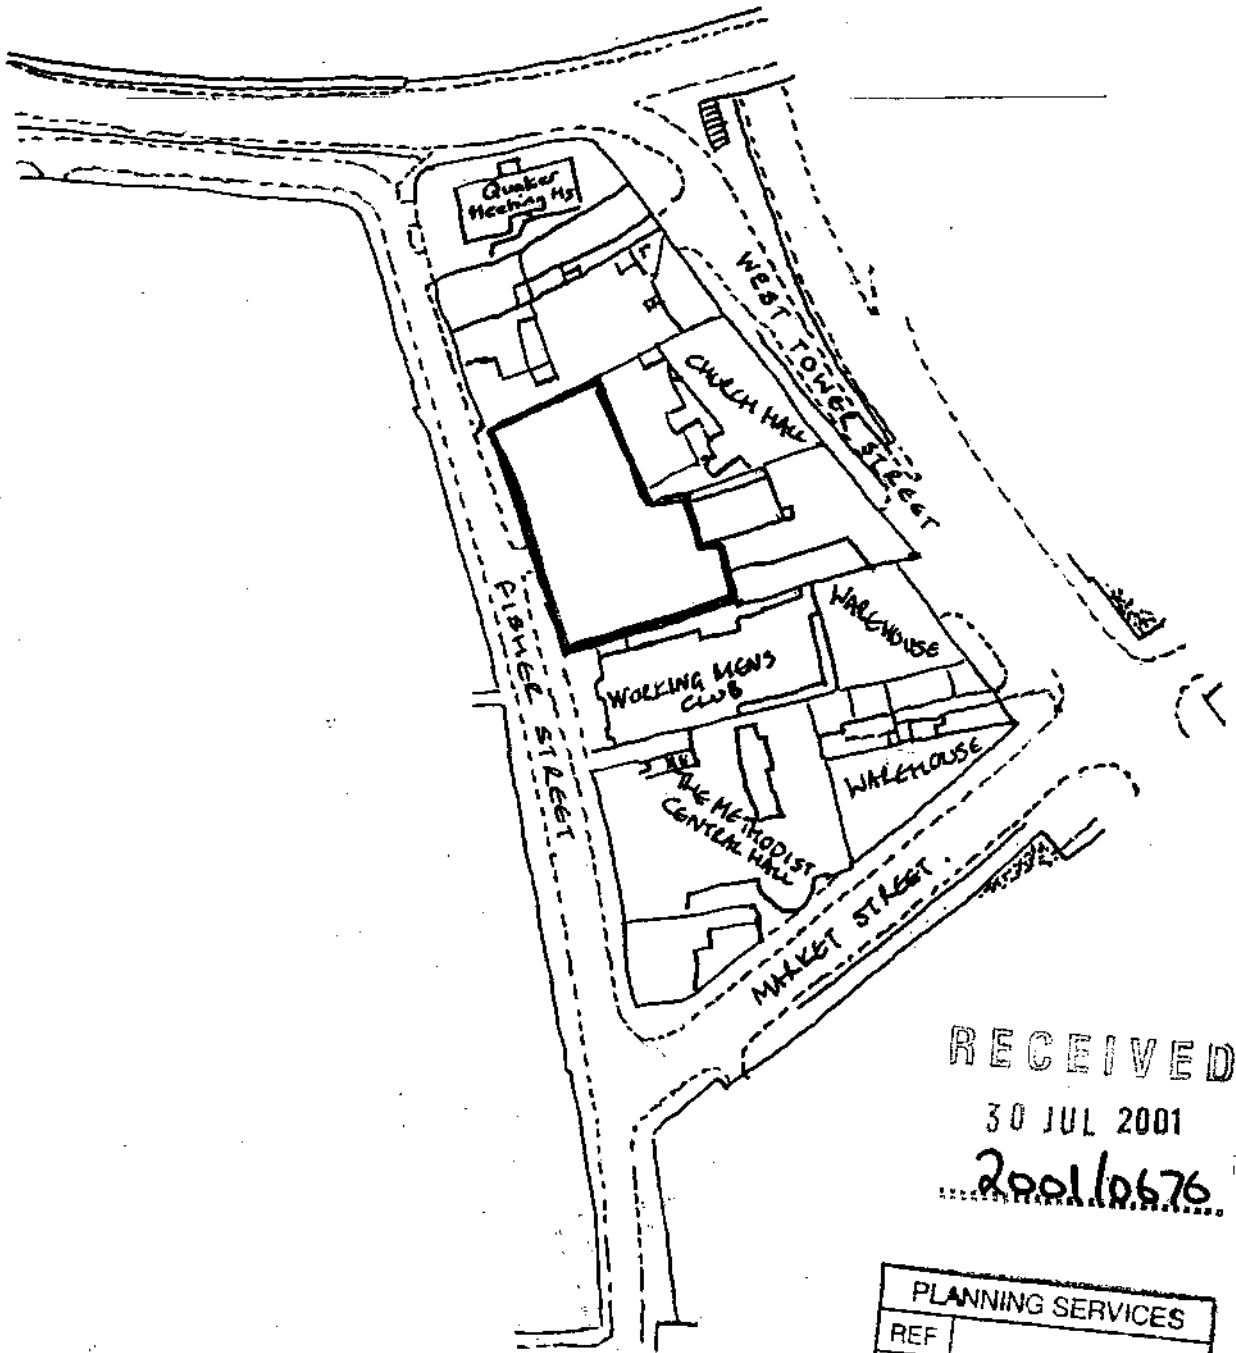 Quaker
Meeting Hs
WEST TOWER STREET
CHURCH HALL
FISHER STREET
WAREHOUSE
WORKING MENS
CLUB
WAREHOUSE
THE METHODIST
CENTRAL HALL
MARKET STREET.
RECEIVED
30 JUL 2001
2001/0676
PLANNING SERVICES
REF